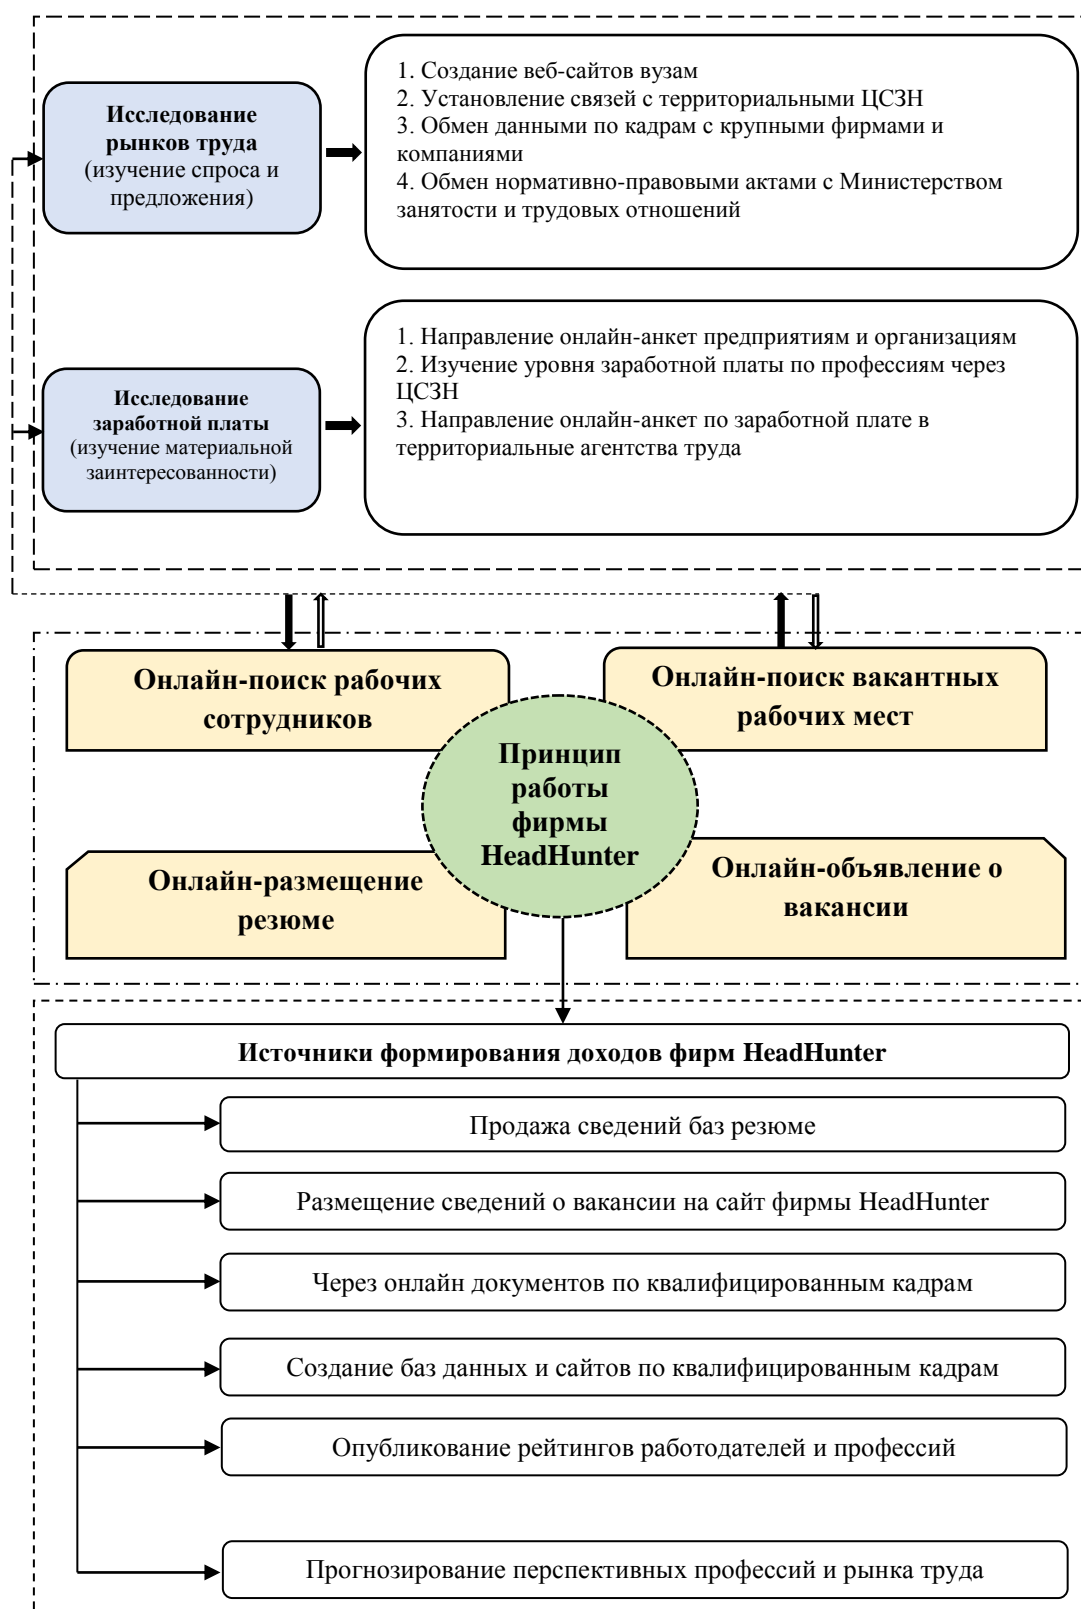 Исследование
рынков труда
(изучение спроса и
предложения)
1. Создание веб-сайтов вузам
2. Установление связей с территориальными ЦСЗН
3. Обмен данными по кадрам с крупными фирмами и
компаниями
4. Обмен нормативно-правовыми актами с Министерством
занятости и трудовых отношений
Исследование
заработной платы
(изучение материальной
заинтересованности)
1. Направление онлайн-анкет предприятиям и организациям
2. Изучение уровня заработной платы по профессиям через
ЦСЗН
3. Направление онлайн-анкет по заработной плате в
территориальные агентства труда
Онлайн-поиск рабочих
сотрудников
Онлайн-поиск вакантных
рабочих мест
Принцип
работы
фирмы
HeadHunter
Онлайн-размещение
резюме
Онлайн-объявление о
вакансии
Источники формирования доходов фирм HeadHunter
Продажа сведений баз резюме
Размещение сведений о вакансии на сайт фирмы HeadHunter
Через онлайн документов по квалифицированным кадрам
Создание баз данных и сайтов по квалифицированным кадрам
Опубликование рейтингов работодателей и профессий
Прогнозирование перспективных профессий и рынка труда